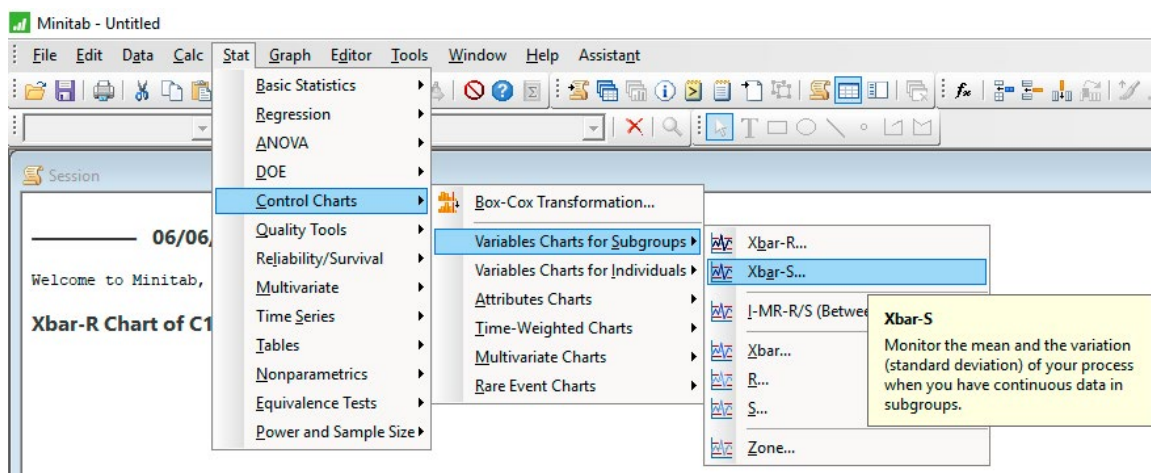 Minitab - Untitled
File Edit Data Calc Stat Graph Editor Tools Window Help Assistant
Session
06/06/
Welcome to Minitab,
Xbar-R Chart of C1
Basic Statistics
Regression
ANOVA
DOE
Control Charts
Quality Tools
Reliability/Survival
Multivariate
Time Series
Tables
Nonparametrics
Equivalence Tests
Power and Sample Size
Box-Cox Transformation...
Variables Charts for Subgroups
Variables Charts for Individuals
Attributes Charts
Time-Weighted Charts
Multivariate Charts
Rare Event Charts
Xbar-R...
Xbar-S...
I-MR-R/S (Betwee
Xbar...
R...
S...
Zone...
Xbar-S
Monitor the mean and the variation
(standard deviation) of your process
when you have continuous data in
subgroups.